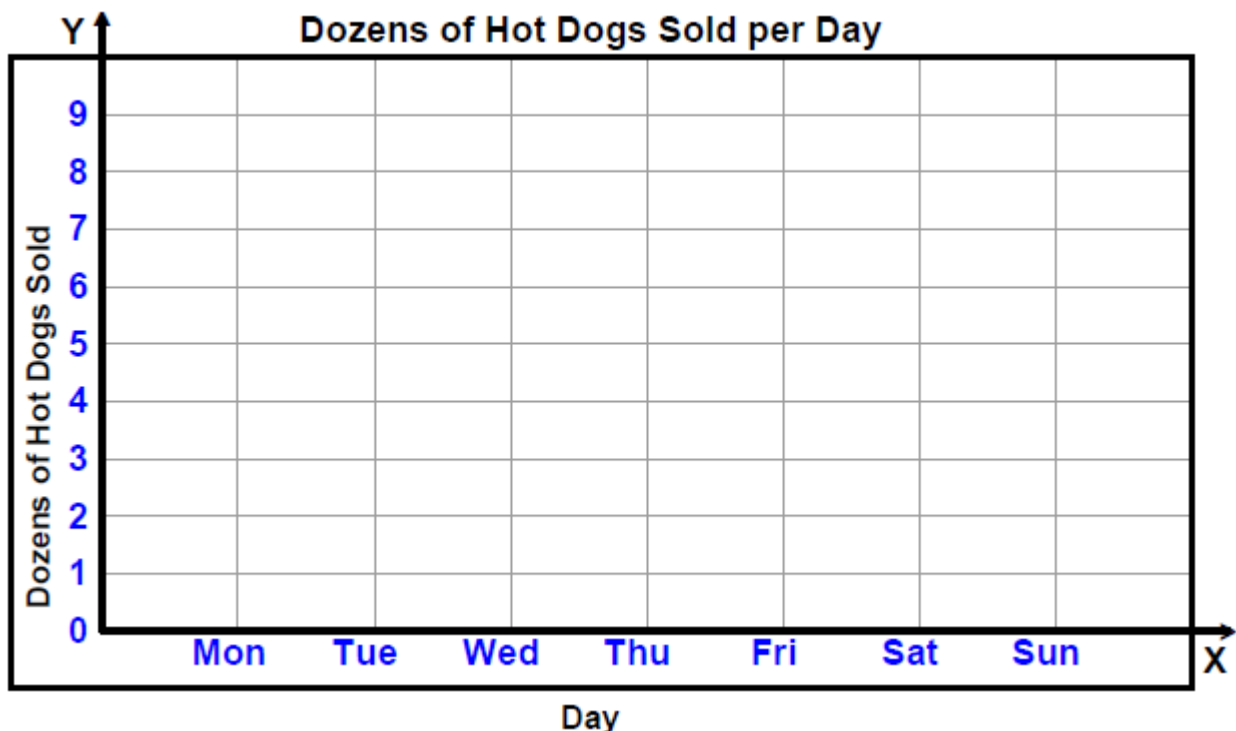 Y
Dozens of Hot Dogs Sold per Day
Dozens of Hot Dogs Sold
9
8
7
6
5
4
3
2
1
0
Mon Tue Wed Thu Fri Sat Sun
X
Day